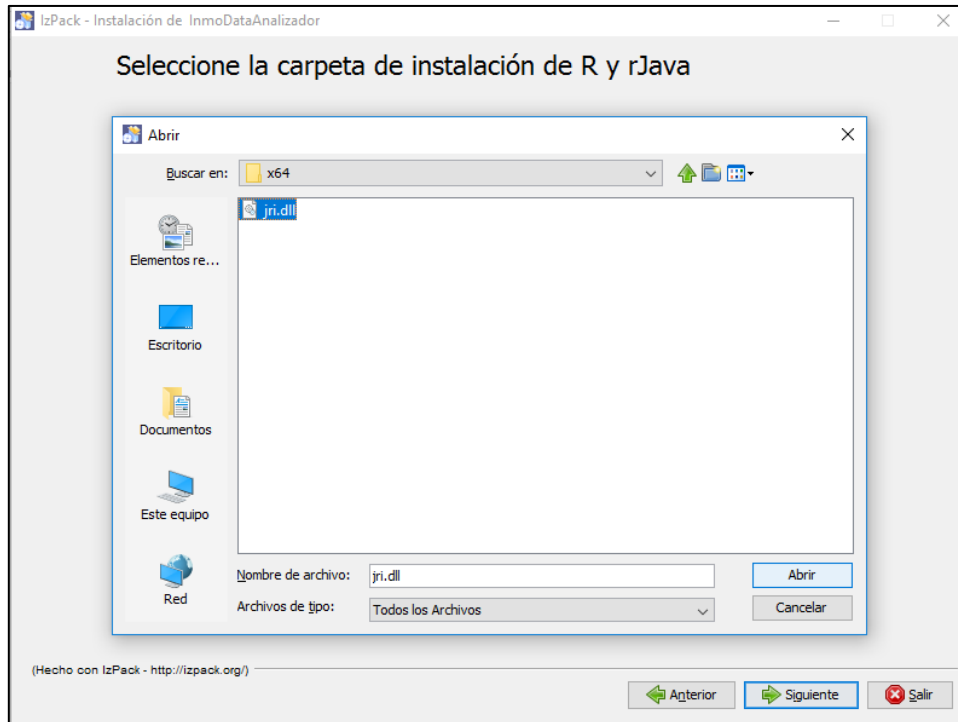 IzPack - Instalación de InmoDataAnalizador
Seleccione la carpeta de instalación de R y rJava
Abrir
Buscar en:
x64
jri.dll
Elementos re...
Escritorio
Documentos
Este equipo
Red
Nombre de archivo:
jri.dll
Abrir
Archivos de tipo:
Todos los Archivos
Cancelar
(Hecho con IzPack - http://izpack.org/)
Anterior
Siguiente
Salir